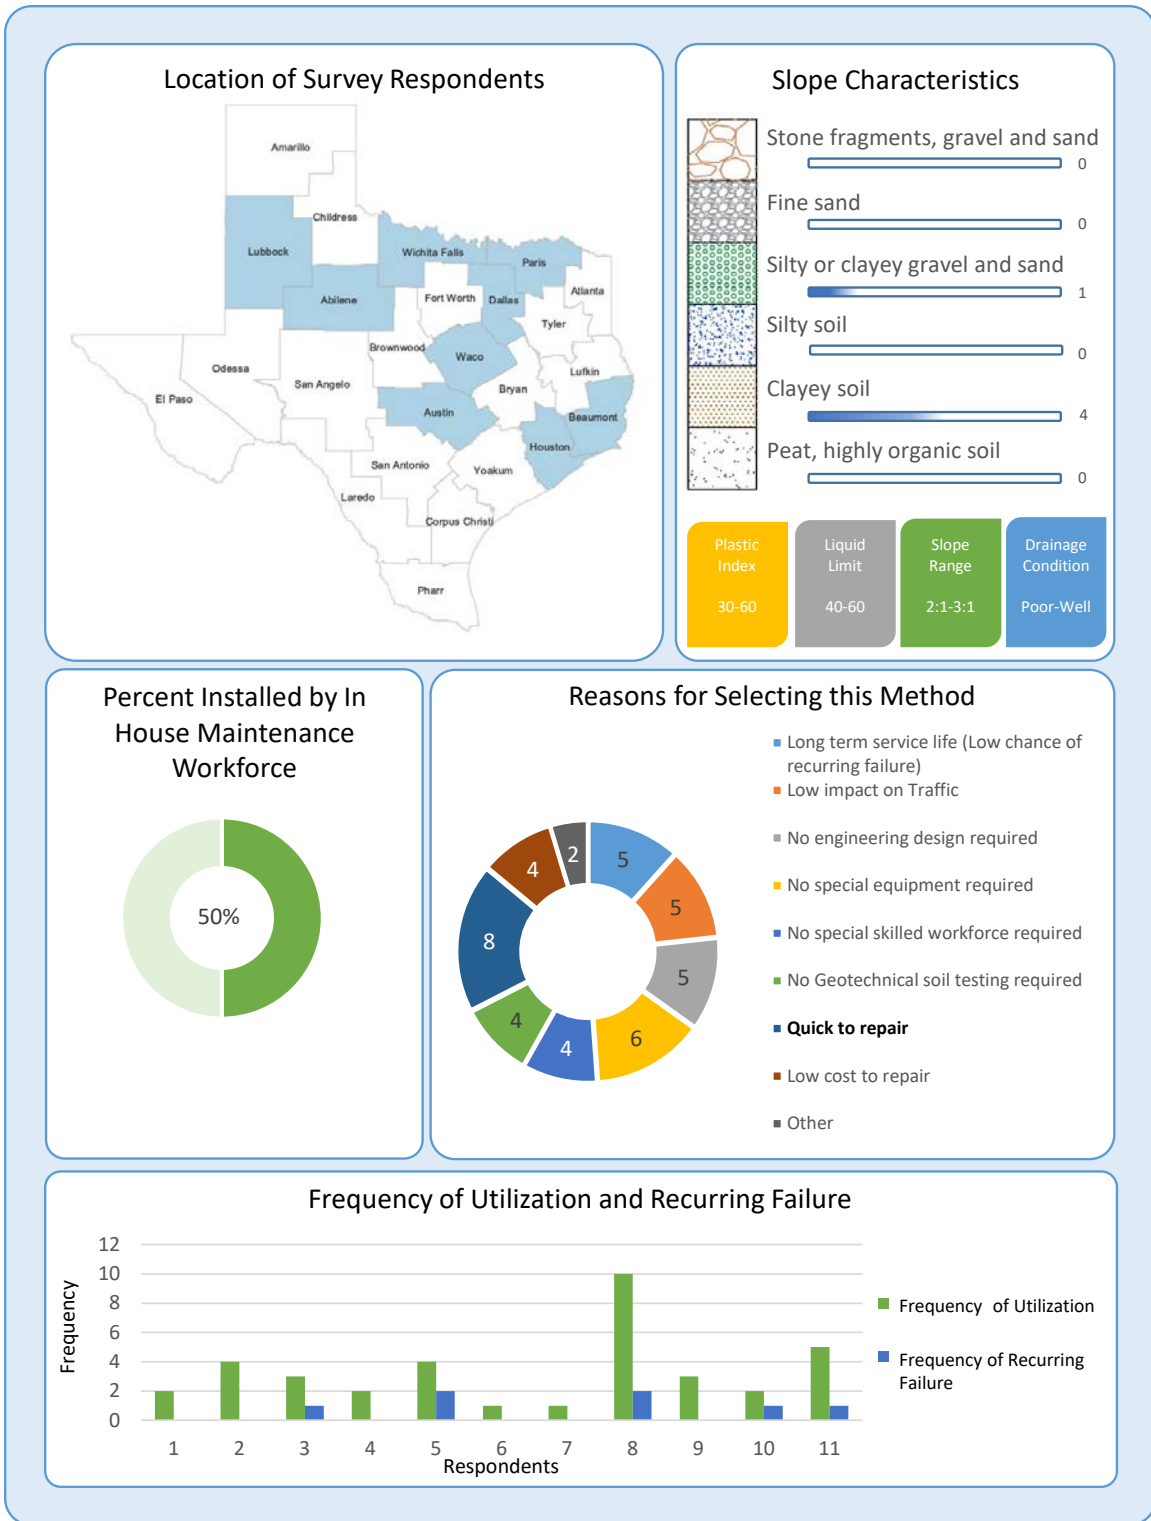 Location of Survey Respondents
Amarillo
Childress
Lubbock
Wichita Falls
Paris
Abilene
Fort Worth
Dallas
Atlanta
Tyler
Brownwood
Waco
Odessa
San Angelo
Lufkin
Bryan
El Paso
Austin
Beaumont
Houston
San Antonio
Yoakum
Laredo
Corpus Christi
Pharr
Slope Characteristics
Stone fragments, gravel and sand
0
Fine sand
0
Silty or clayey gravel and sand
1
Silty soil
0
Clayey soil
4
Peat, highly organic soil
0
Plastic
Index
30-60
Liquid
Limit
40-60
Slope
Range
2:1-3:1
Drainage
Condition
Poor-Well
Percent Installed by In
House Maintenance
Workforce
50%
Reasons for Selecting this Method
5
5
5
6
4
4
8
4
2
Long term service life (Low chance of
recurring failure)
Low impact on Traffic
No engineering design required
No special equipment required
No special skilled workforce required
No Geotechnical soil testing required
Quick to repair
Low cost to repair
Other
Frequency of Utilization and Recurring Failure
Frequency
12
10
8
6
4
2
0
1 2 3 4 5 6 7 8 9 10 11
Respondents
Frequency of Utilization
Frequency of Recurring
Failure